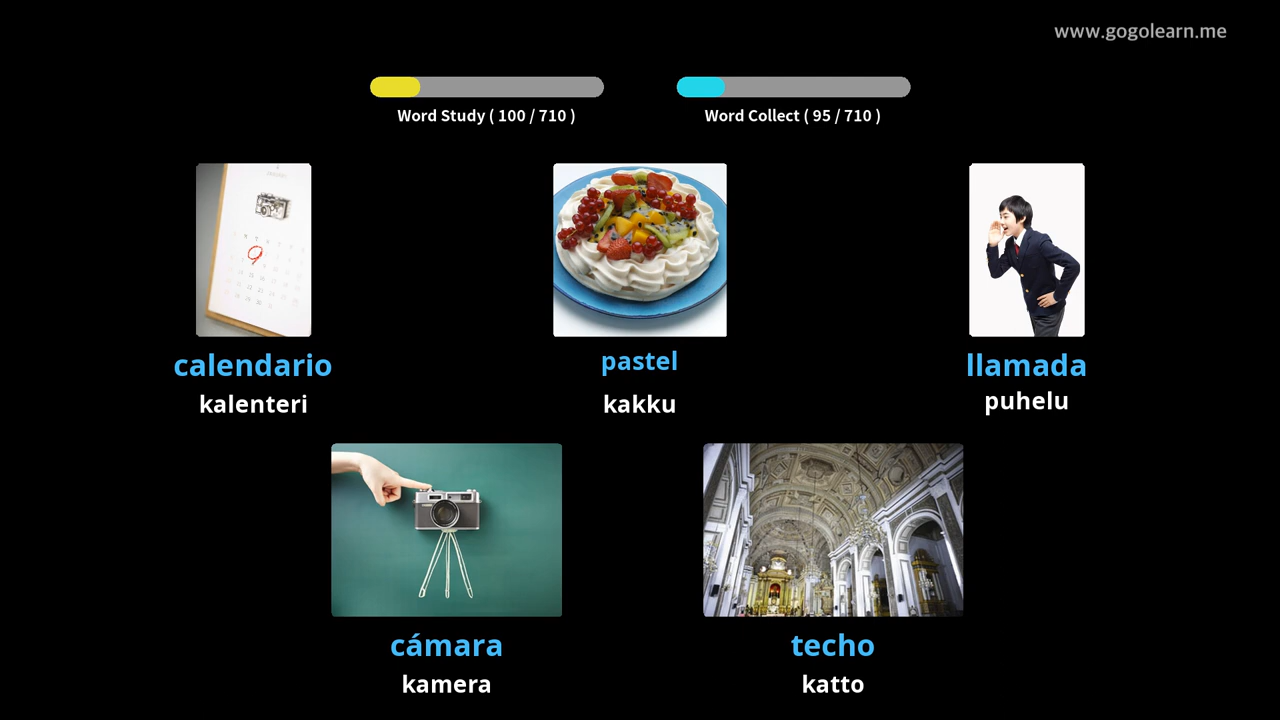 www.gogolearn.me
Word Study ( 100 / 710 )
Word Collect ( 95 / 710 )
calendario
kalenteri
pastel
kakku
llamada
puhelu
cámara
kamera
techo
katto